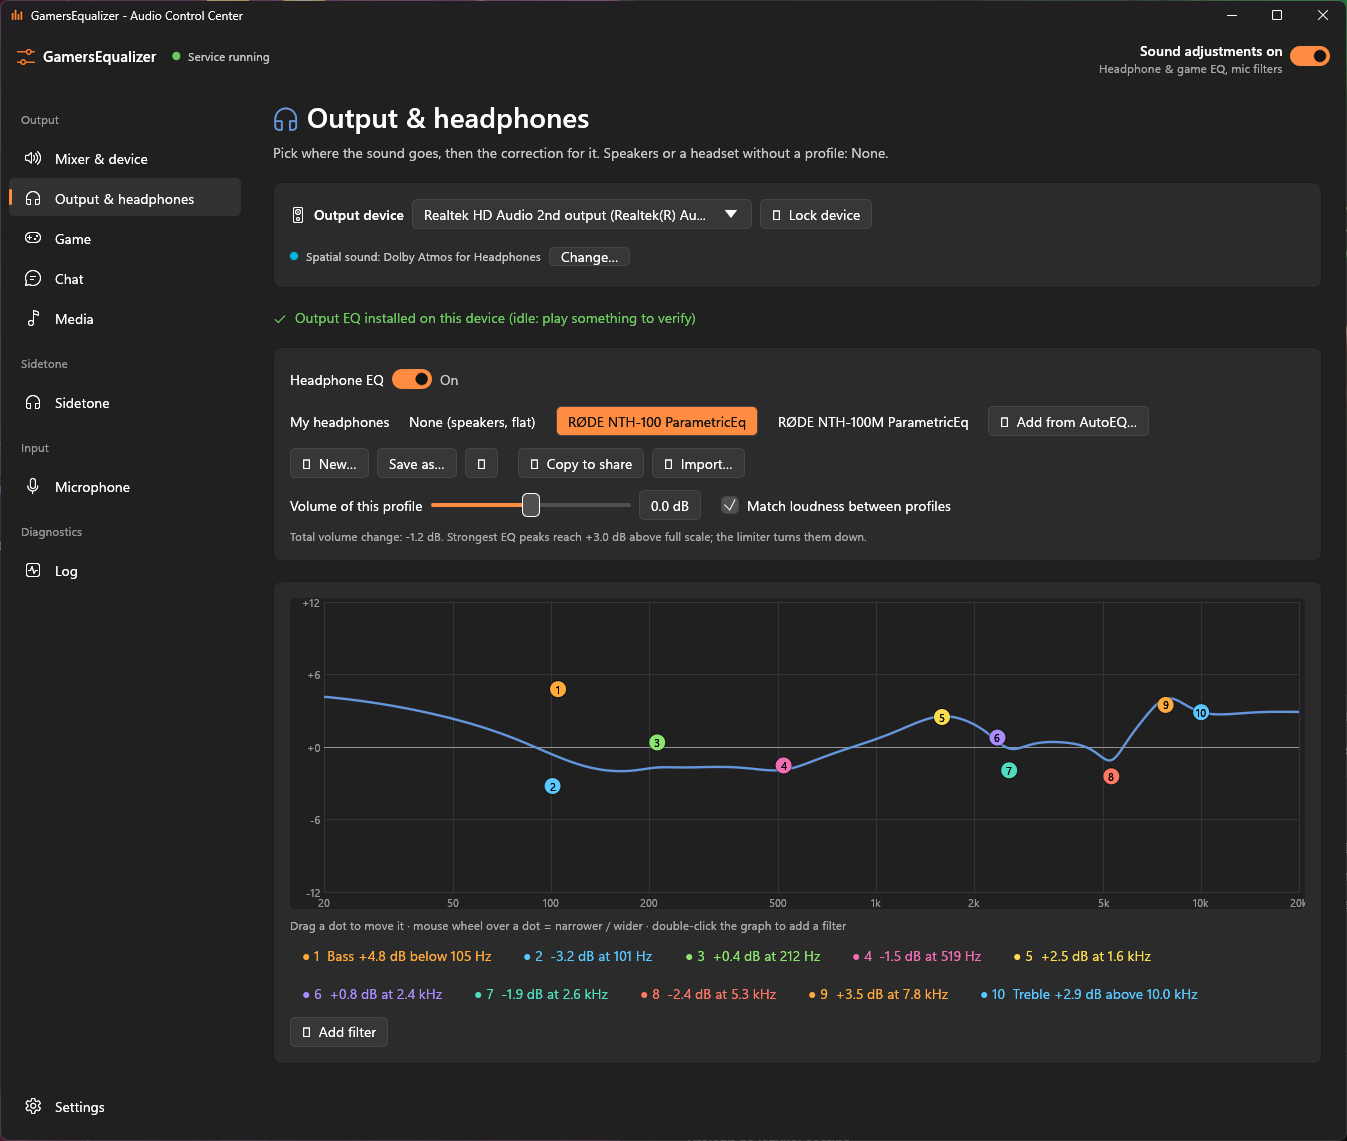 GamersEqualizer - Audio Control Center
GamersEqualizer
Service running
Sound adjustments on
Headphone & game EQ, mic filters
Output
Mixer & device
Output & headphones
Game
Chat
Media
Sidetone
Sidetone
Input
Microphone
Diagnostics
Log
Settings
Output & headphones
Pick where the sound goes, then the correction for it. Speakers or a headset without a profile: None.
Output device Realtek HD Audio 2nd output (Realtek(R) Au... Lock device
Spatial sound: Dolby Atmos for Headphones Change...
Output EQ installed on this device (idle: play something to verify)
Headphone EQ On
My headphones None (speakers, flat) RØDE NTH-100 ParametricEq RØDE NTH-100M ParametricEq Add from AutoEQ...
New... Save as... Copy to share Import...
Volume of this profile 0.0 dB Match loudness between profiles
Total volume change: -1.2 dB. Strongest EQ peaks reach +3.0 dB above full scale; the limiter turns them down.
+12
+6
+0
-6
-12
1
2
3
4
5
6
7
8
9
10
20 50 100 200 500 1k 2k 5k 10k 20k
Drag a dot to move it · mouse wheel over a dot = narrower / wider · double-click the graph to add a filter
1 Bass +4.8 dB below 105 Hz 2 -3.2 dB at 101 Hz 3 +0.4 dB at 212 Hz 4 -1.5 dB at 519 Hz 5 +2.5 dB at 1.6 kHz
6 +0.8 dB at 2.4 kHz 7 -1.9 dB at 2.6 kHz 8 -2.4 dB at 5.3 kHz 9 +3.5 dB at 7.8 kHz 10 Treble +2.9 dB above 10.0 kHz
Add filter